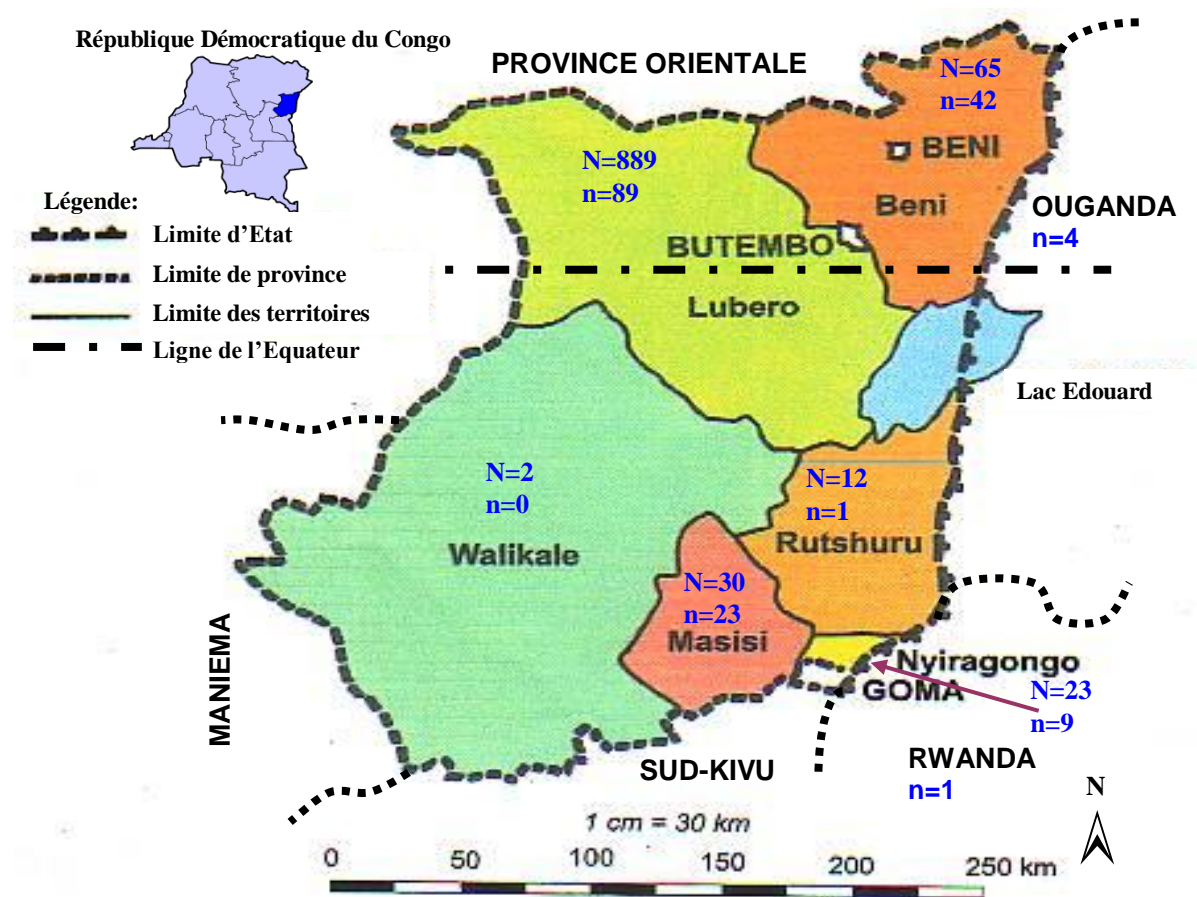 République Démocratique du Congo
PROVINCE ORIENTALE
N=65
n=42
BENI
Beni
N=889
n=89
OUGANDA
n=4
Légende:
Limite d'Etat
Limite de province
Limite des territoires
Ligne de l'Equateur
BUTEMBO
Lubero
Lac Edouard
N=2
n=0
Walikale
N=12
n=1
Rutshuru
N=30
n=23
Masisi
Nyiragongo
GOMA
N=23
n=9
MANIEMA
SUD-KIVU
RWANDA
n=1
N
1 cm = 30 km
0 50 100 150 200 250 km